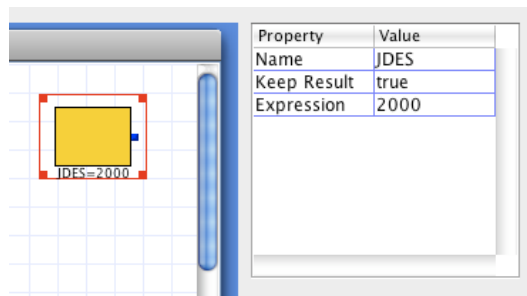 Property Value
Name JDES
Keep Result true
Expression 2000
JDES=2000